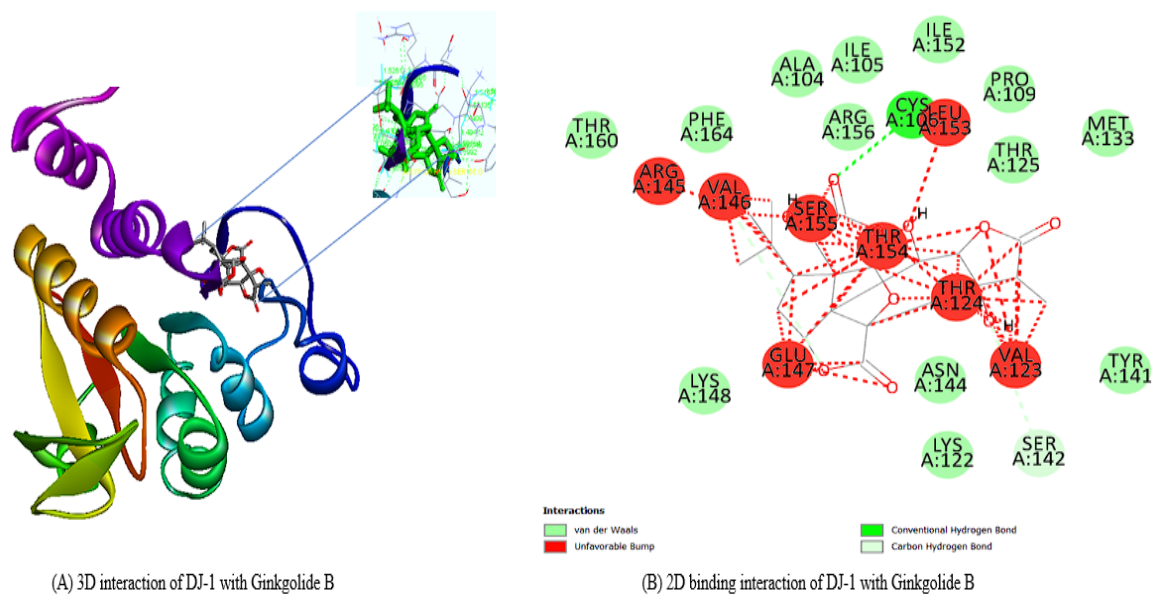 ILE
A:152
ILE
A:105
ALA
A:104
PRO
A:109
CYS
A:106
LEU
A:153
THR
A:160
PHE
A:164
ARG
A:156
MET
A:133
THR
A:125
ARG
A:145
VAL
A:146
H
SER
A:155
H
THR
A:154
THR
A:124
H
GLU
A:147
VAL
A:123
ASN
A:144
TYR
A:141
LYS
A:148
LYS
A:122
SER
A:142
Interactions
van der Waals
Unfavorable Bump
Conventional Hydrogen Bond
Carbon Hydrogen Bond
(A) 3D interaction of DJ-1 with Ginkgolide B
(B) 2D binding interaction of DJ-1 with Ginkgolide B